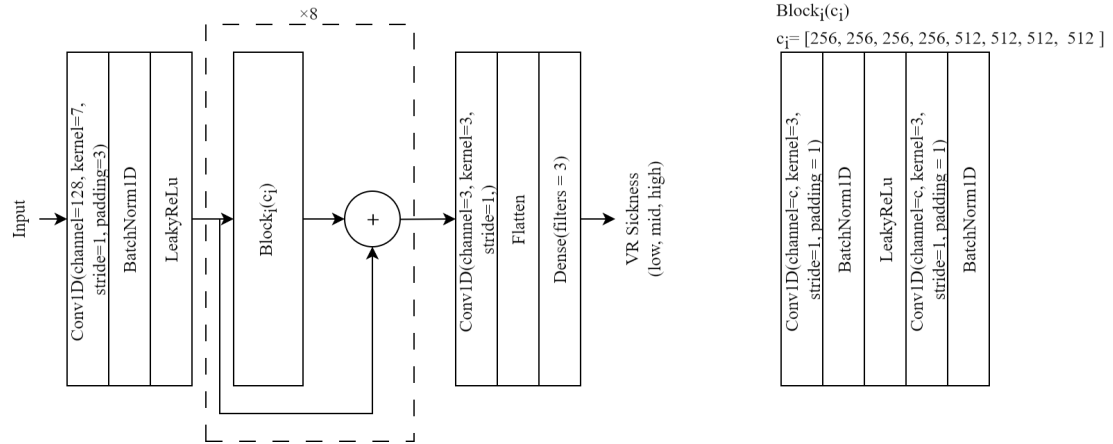 ×8
Input
Conv1D(channel=128, kernel=7,
stride=1, padding=3)
BatchNorm1D
LeakyReLu
Block_i(c_i)
+
Conv1D(channel=3, kernel=3,
stride=1,)
Flatten
Dense(filters = 3)
VR Sickness
(low, mid, high)
Block_i(c_i)
c_i= [256, 256, 256, 256, 512, 512, 512, 512 ]
Conv1D(channel=c, kernel=3,
stride=1, padding = 1)
BatchNorm1D
LeakyReLu
Conv1D(channel=c, kernel=3,
stride=1, padding = 1)
BatchNorm1D